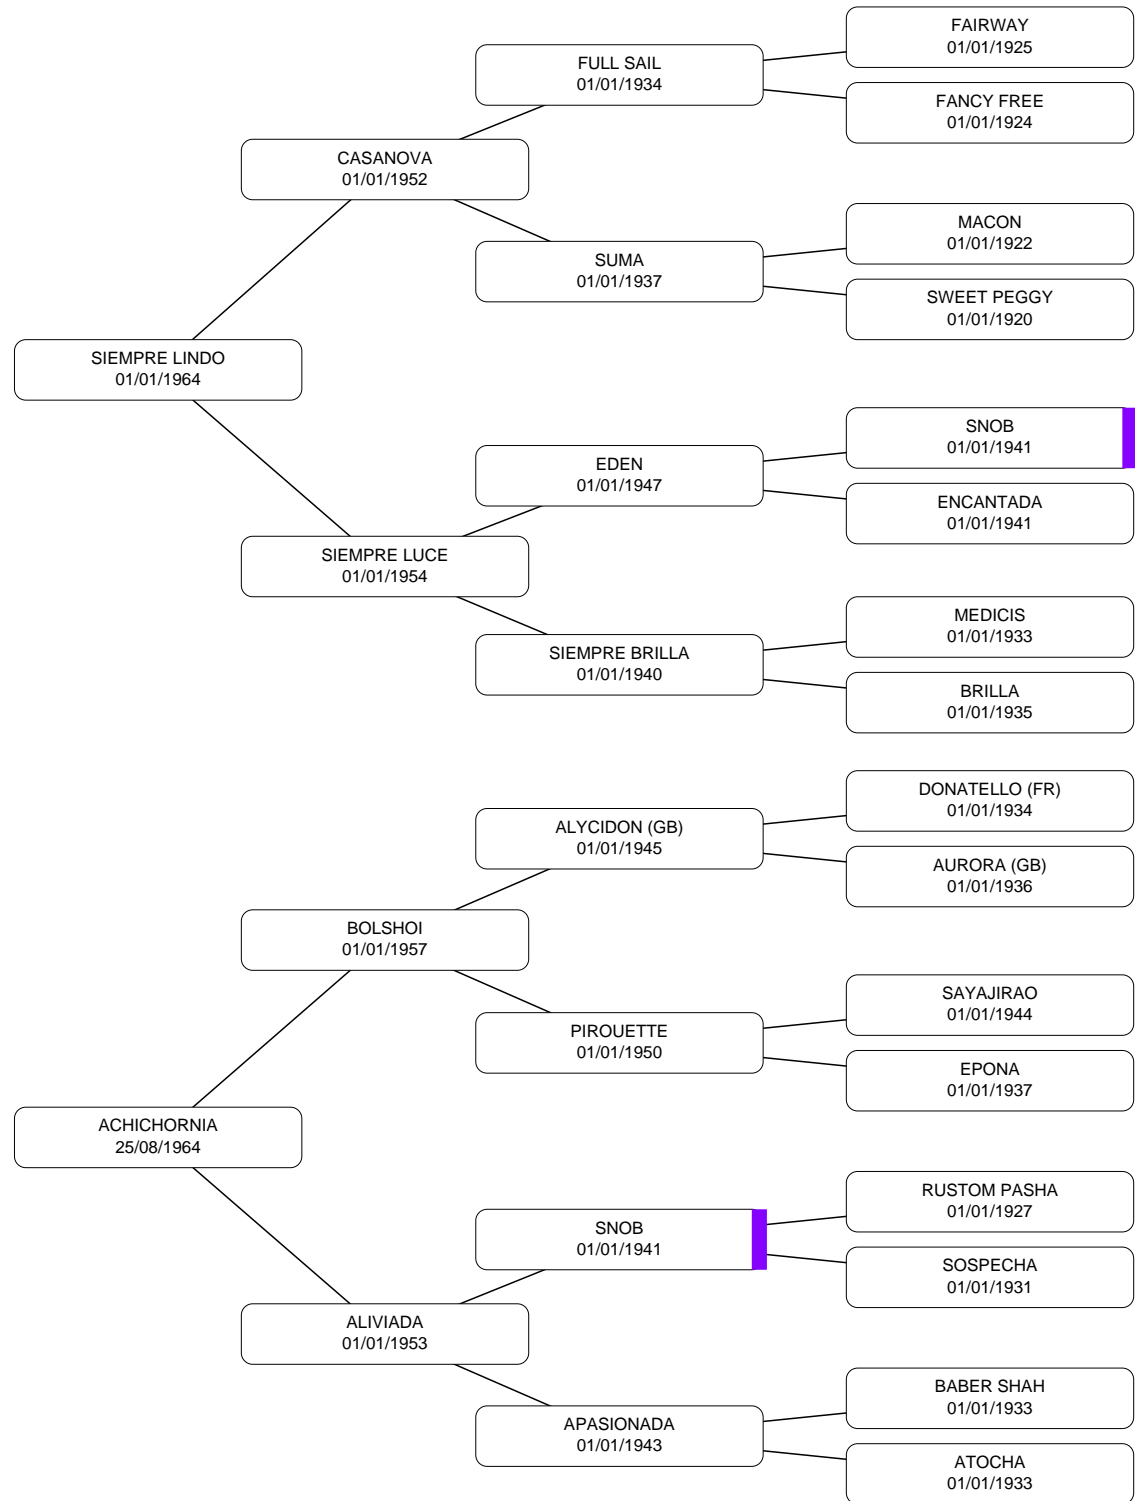 FAIRWAY
01/01/1925
FULL SAIL
01/01/1934
FANCY FREE
01/01/1924
CASANOVA
01/01/1952
MACON
01/01/1922
SUMA
01/01/1937
SWEET PEGGY
01/01/1920
SIEMPRE LINDO
01/01/1964
SNOB
01/01/1941
EDEN
01/01/1947
ENCANTADA
01/01/1941
SIEMPRE LUCE
01/01/1954
MEDICIS
01/01/1933
SIEMPRE BRILLA
01/01/1940
BRILLA
01/01/1935
DONATELLO (FR)
01/01/1934
ALYCIDON (GB)
01/01/1945
AURORA (GB)
01/01/1936
BOLSHOI
01/01/1957
SAYAJIRAO
01/01/1944
PIROUETTE
01/01/1950
EPONA
01/01/1937
ACHICHORNIA
25/08/1964
RUSTOM PASHA
01/01/1927
SNOB
01/01/1941
SOSPECHA
01/01/1931
ALIVIADA
01/01/1953
BABER SHAH
01/01/1933
APASIONADA
01/01/1943
ATOCHA
01/01/1933